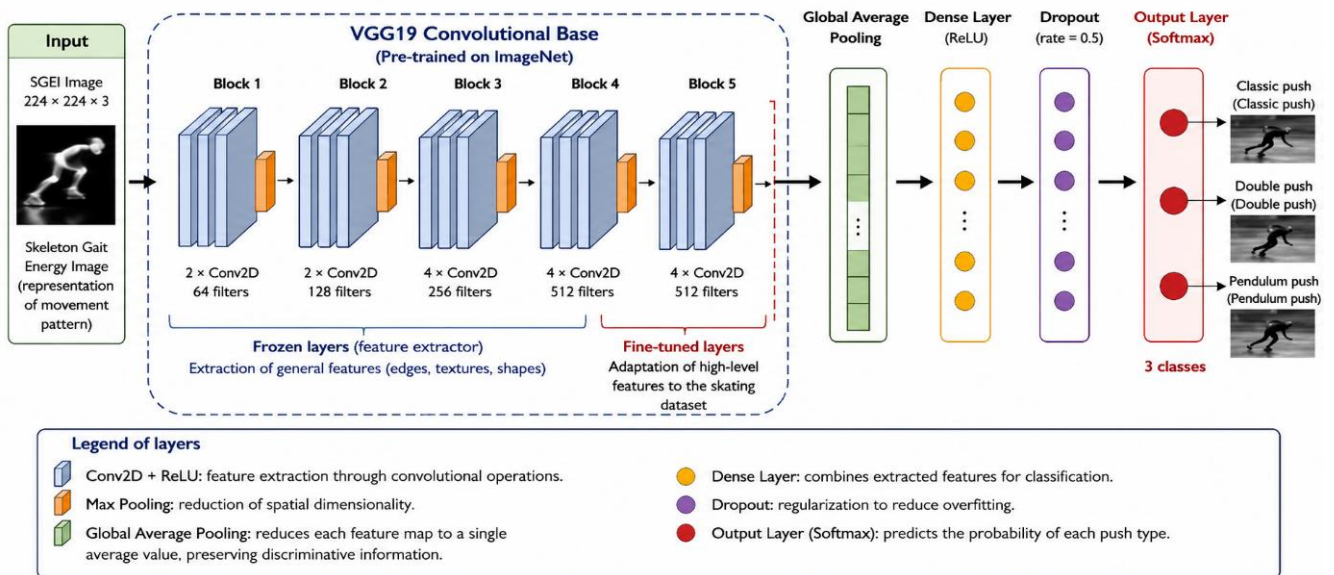 Input
SGEI Image
224 × 224 × 3
Skeleton Gait
Energy Image
(representation
of movement
pattern)
VGG19 Convolutional Base
(Pre-trained on ImageNet)
Block 1
Block 2
Block 3
Block 4
Block 5
2 × Conv2D
64 filters
2 × Conv2D
128 filters
4 × Conv2D
256 filters
4 × Conv2D
512 filters
4 × Conv2D
512 filters
Frozen layers (feature extractor)
Extraction of general features (edges, textures, shapes)
Fine-tuned layers
Adaptation of high-level
features to the skating
dataset
Global Average
Pooling
...
Dense Layer
(ReLU)
...
Dropout
(rate = 0.5)
...
Output Layer
(Softmax)
3 classes
Classic push
(Classic push)
Double push
(Double push)
Pendulum push
(Pendulum push)
Legend of layers
Conv2D + ReLU: feature extraction through convolutional operations.
Max Pooling: reduction of spatial dimensionality.
Global Average Pooling: reduces each feature map to a single
average value, preserving discriminative information.
Dense Layer: combines extracted features for classification.
Dropout: regularization to reduce overfitting.
Output Layer (Softmax): predicts the probability of each push type.